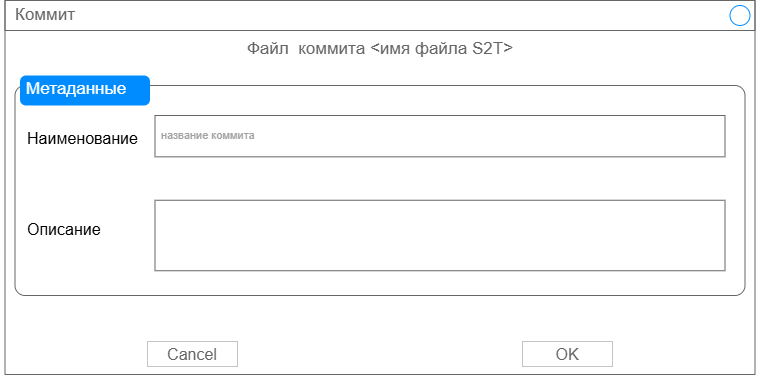 Коммит
Файл коммита <имя файла S2T>
Метаданные
Наименование
название коммита
Описание
Cancel
OK